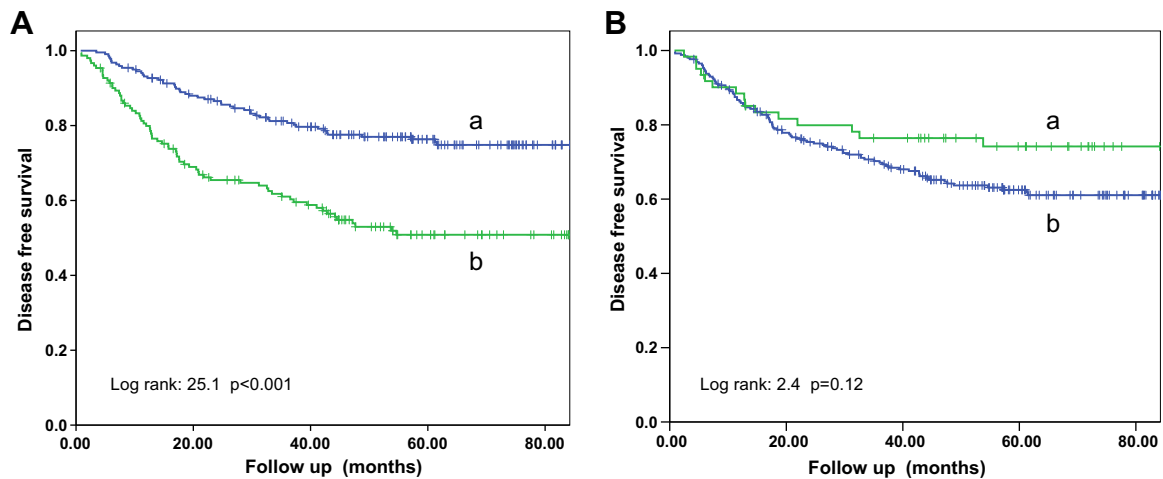 A
Disease free survival
1.0
0.8
0.6
0.4
0.2
0.0
a
b
Log rank: 25.1 p<0.001
0.00 20.00 40.00 60.00 80.00
Follow up (months)
B
Disease free survival
1.0
0.8
0.6
0.4
0.2
0.0
a
b
Log rank: 2.4 p=0.12
0.00 20.00 40.00 60.00 80.00
Follow up (months)